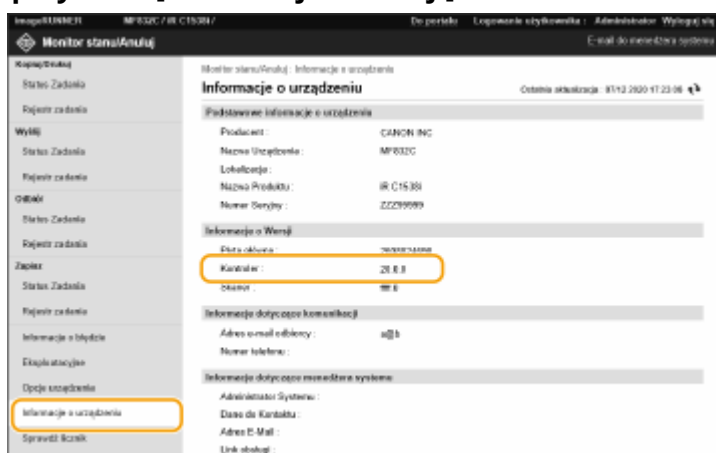 imageRUNNER MF832C / iR C1538I /
Do portalu Logowanie użytkownika : Administrator Wyloguj się
Monitor stanu/Anuluj
E-mail do menedżera systemu
Kopiuj/Drukuj
Status Zadania
Rejestr zadania
Wyślij
Status Zadania
Rejestr zadania
Odbiór
Status Zadania
Rejestr zadania
Zapisz
Status Zadania
Rejestr zadania
Informacje o błędzie
Eksploatacyjne
Opcje urządzenia
Informacje o urządzeniu
Sprawdź licznik
Monitor stanu/Anuluj : Informacje o urządzeniu
Informacje o urządzeniu
Ostatnia aktualizacja : 07/12 2020 17:23:06
Podstawowe informacje o urządzeniu
Producent : CANON INC
Nazwa Urządzenia : MF832C
Lokalizacja :
Nazwa Produktu : iR C1538I
Numer Seryjny : ZZZ99999
Informacje o Wersji
Płyta główna :
Kontroler : 20.0.0
Skaner :
Informacje dotyczące komunikacji
Adres e-mail odbiorcy : a@b
Numer telefonu :
Informacje dotyczące menedżera systemu
Administrator Systemu :
Dane do Kontaktu :
Adres E-Mail :
Link obsługi :